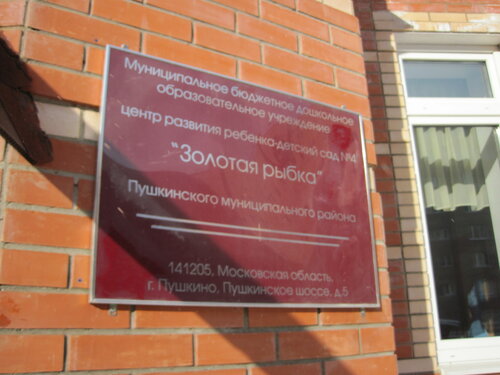 Муниципальное бюджетное дошкольное
образовательное учреждение
центр развития ребенка-детский сад №4
"Золотая рыбка"
Пушкинского муниципального района
141205, Московская область,
г. Пушкино, Пушкинское шоссе, д.5